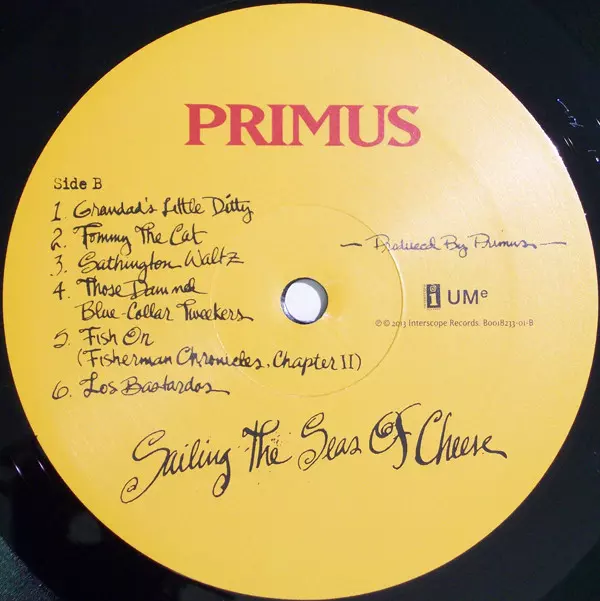 PRIMUS
Side B
1. Grandad's Little Ditty
2. Tommy The Cat
3. Sathington Waltz
4. Those Damned
Blue-Collar Tweekers
5. Fish On
(Fisherman Chronicles, Chapter II)
6. Los Bastardos
— Produced By Primus —
i UMe
℗ © 2013 Interscope Records. B0018233-01-B
Sailing The Seas Of Cheese